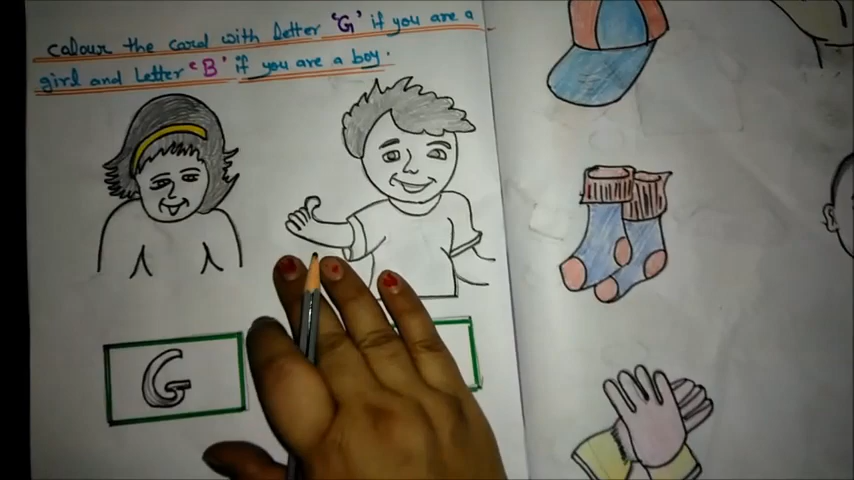 colour the card with letter 'G' if you are a
girl and letter 'B' if you are a boy.
G